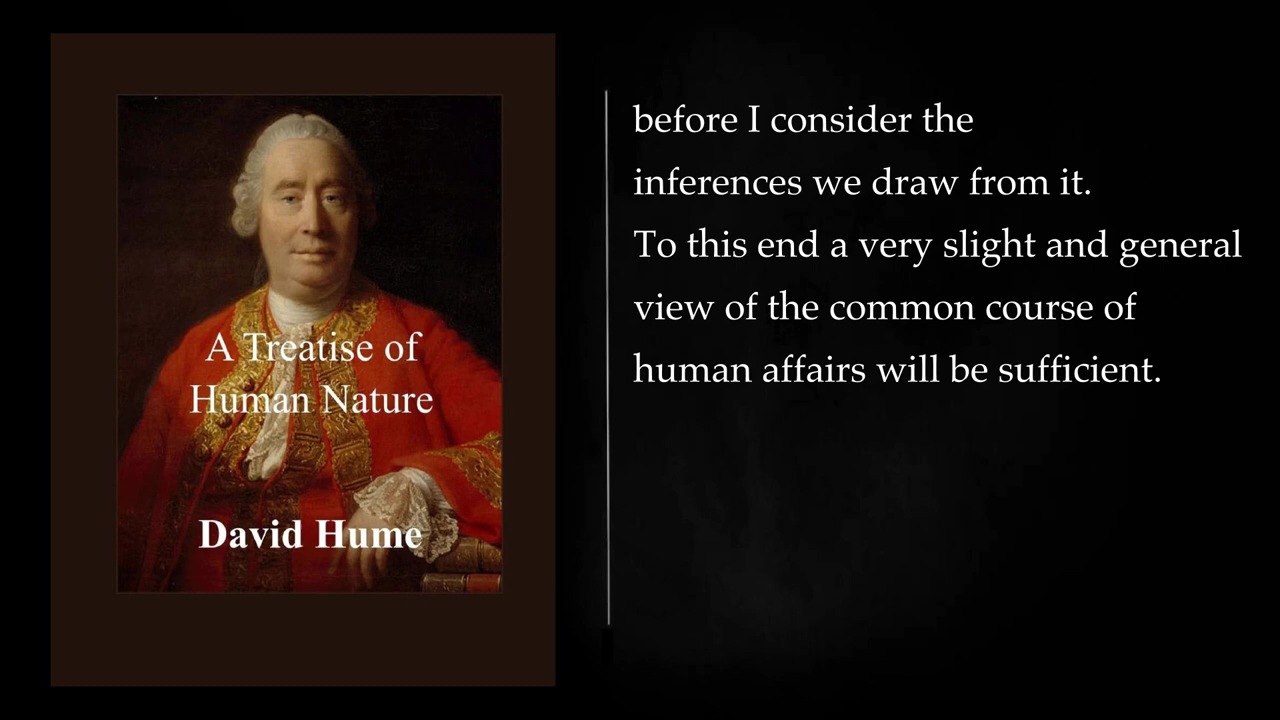 A Treatise of
Human Nature
David Hume
before I consider the
inferences we draw from it.
To this end a very slight and general
view of the common course of
human affairs will be sufficient.